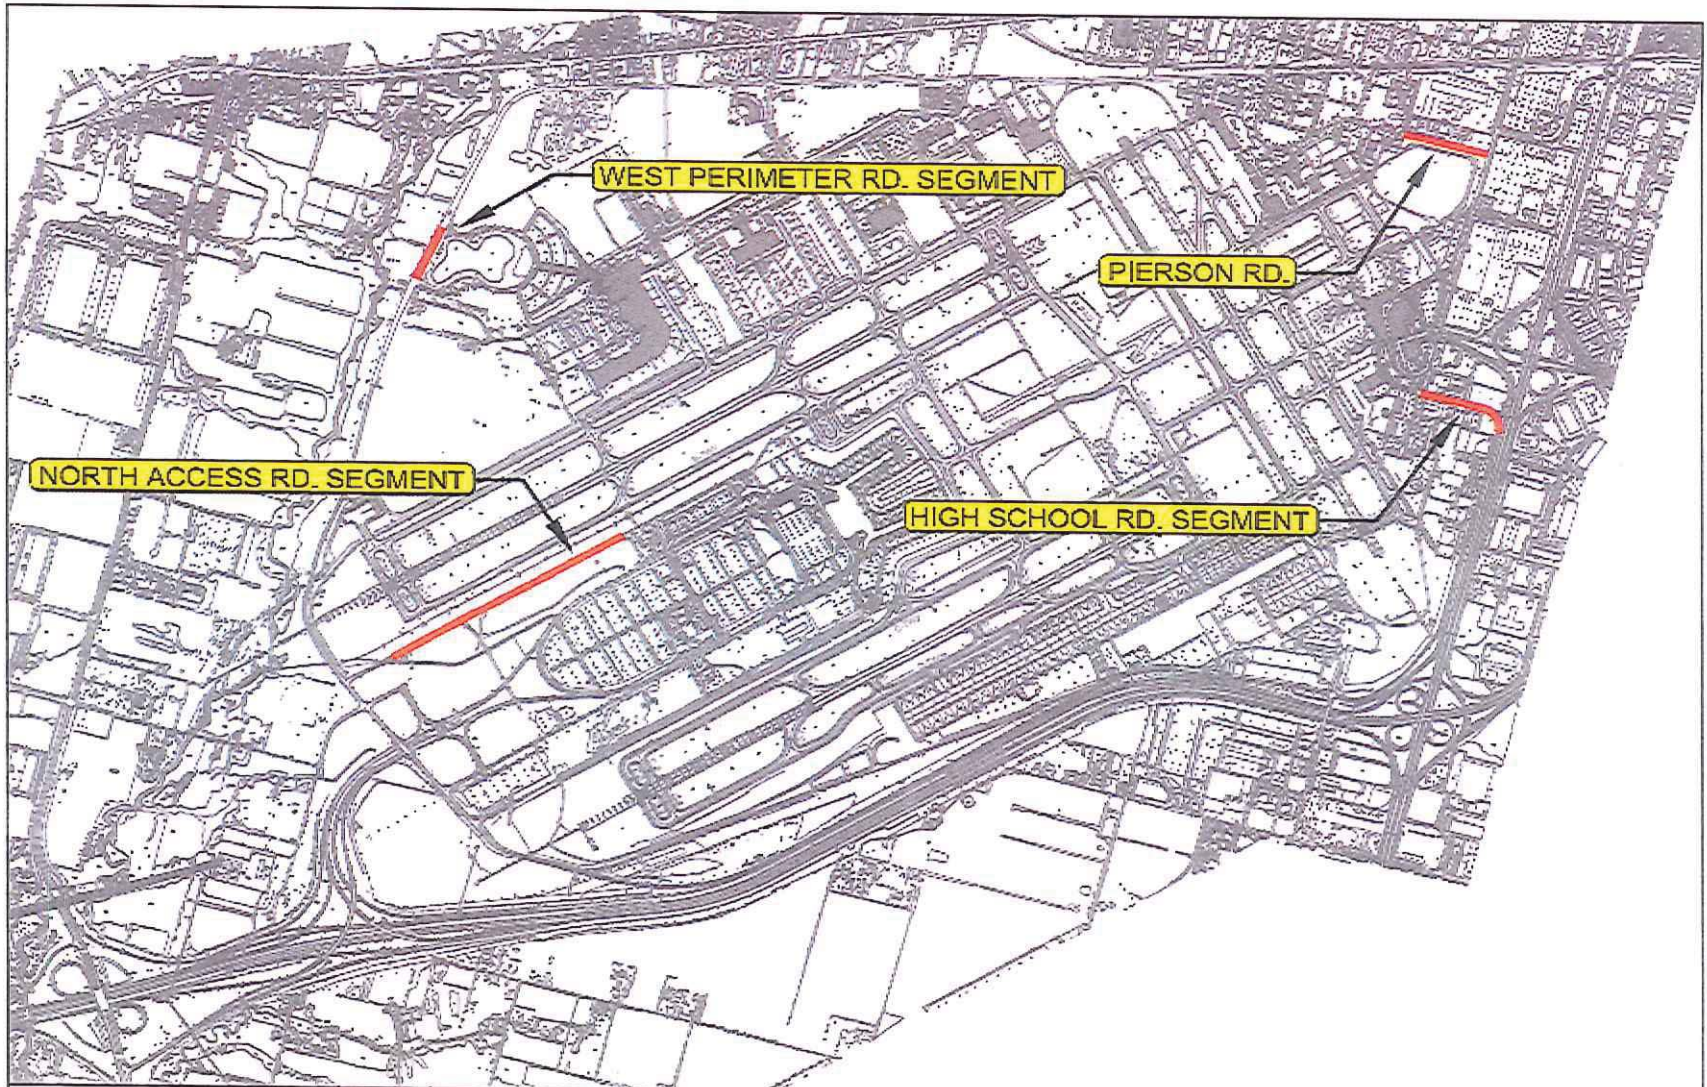 WEST PERIMETER RD. SEGMENT
PIERSON RD.
NORTH ACCESS RD. SEGMENT
HIGH SCHOOL RD. SEGMENT